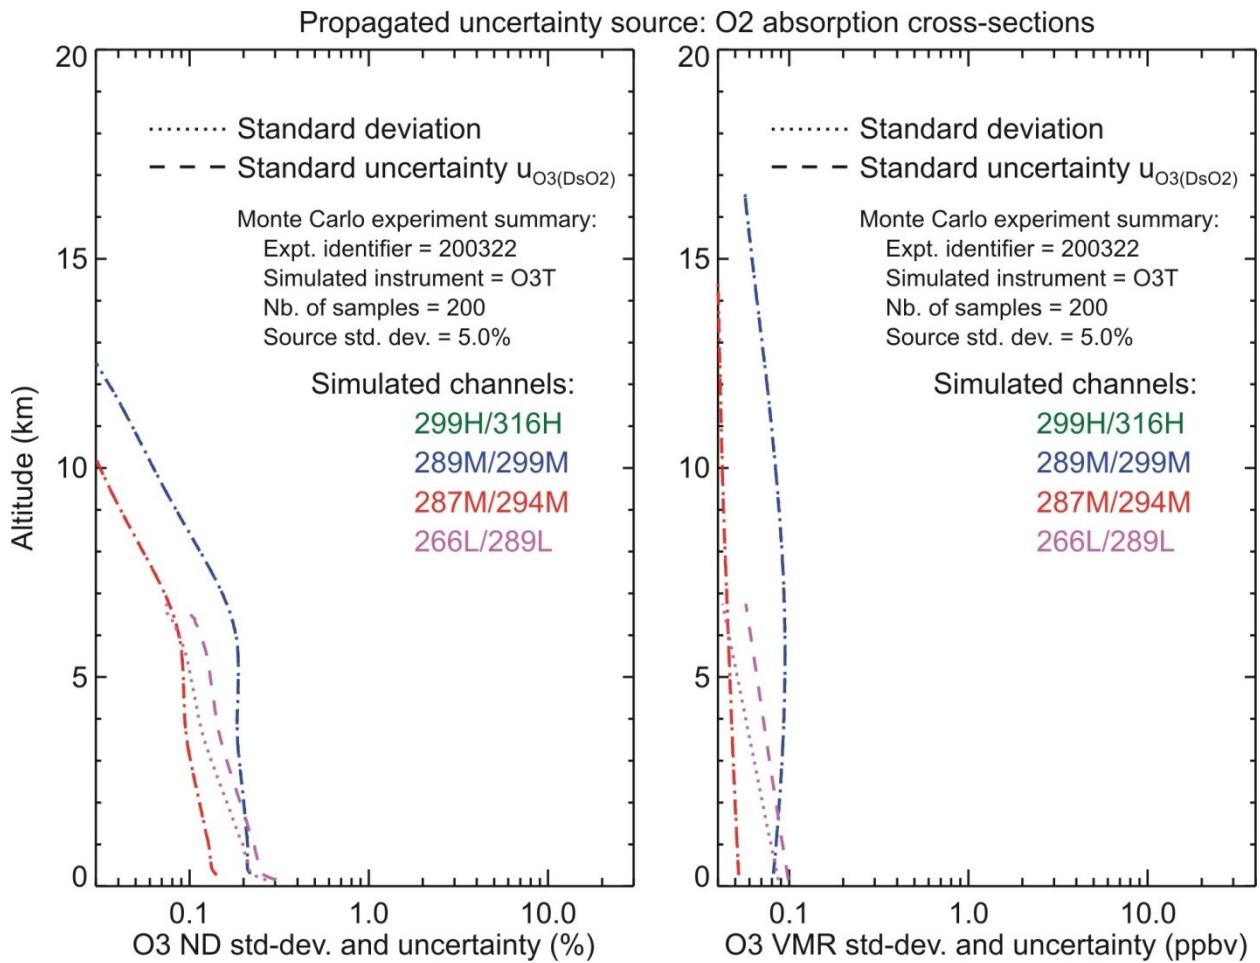 Propagated uncertainty source: O2 absorption cross-sections
20
15
10
5
0
Altitude (km)
Standard deviation
Standard uncertainty uO3(DsO2)
Monte Carlo experiment summary:
Expt. identifier = 200322
Simulated instrument = O3T
Nb. of samples = 200
Source std. dev. = 5.0%
Simulated channels:
299H/316H
289M/299M
287M/294M
266L/289L
0.1 1.0 10.0
O3 ND std-dev. and uncertainty (%)
20
15
10
5
0
Standard deviation
Standard uncertainty uO3(DsO2)
Monte Carlo experiment summary:
Expt. identifier = 200322
Simulated instrument = O3T
Nb. of samples = 200
Source std. dev. = 5.0%
Simulated channels:
299H/316H
289M/299M
287M/294M
266L/289L
0.1 1.0 10.0
O3 VMR std-dev. and uncertainty (ppbv)